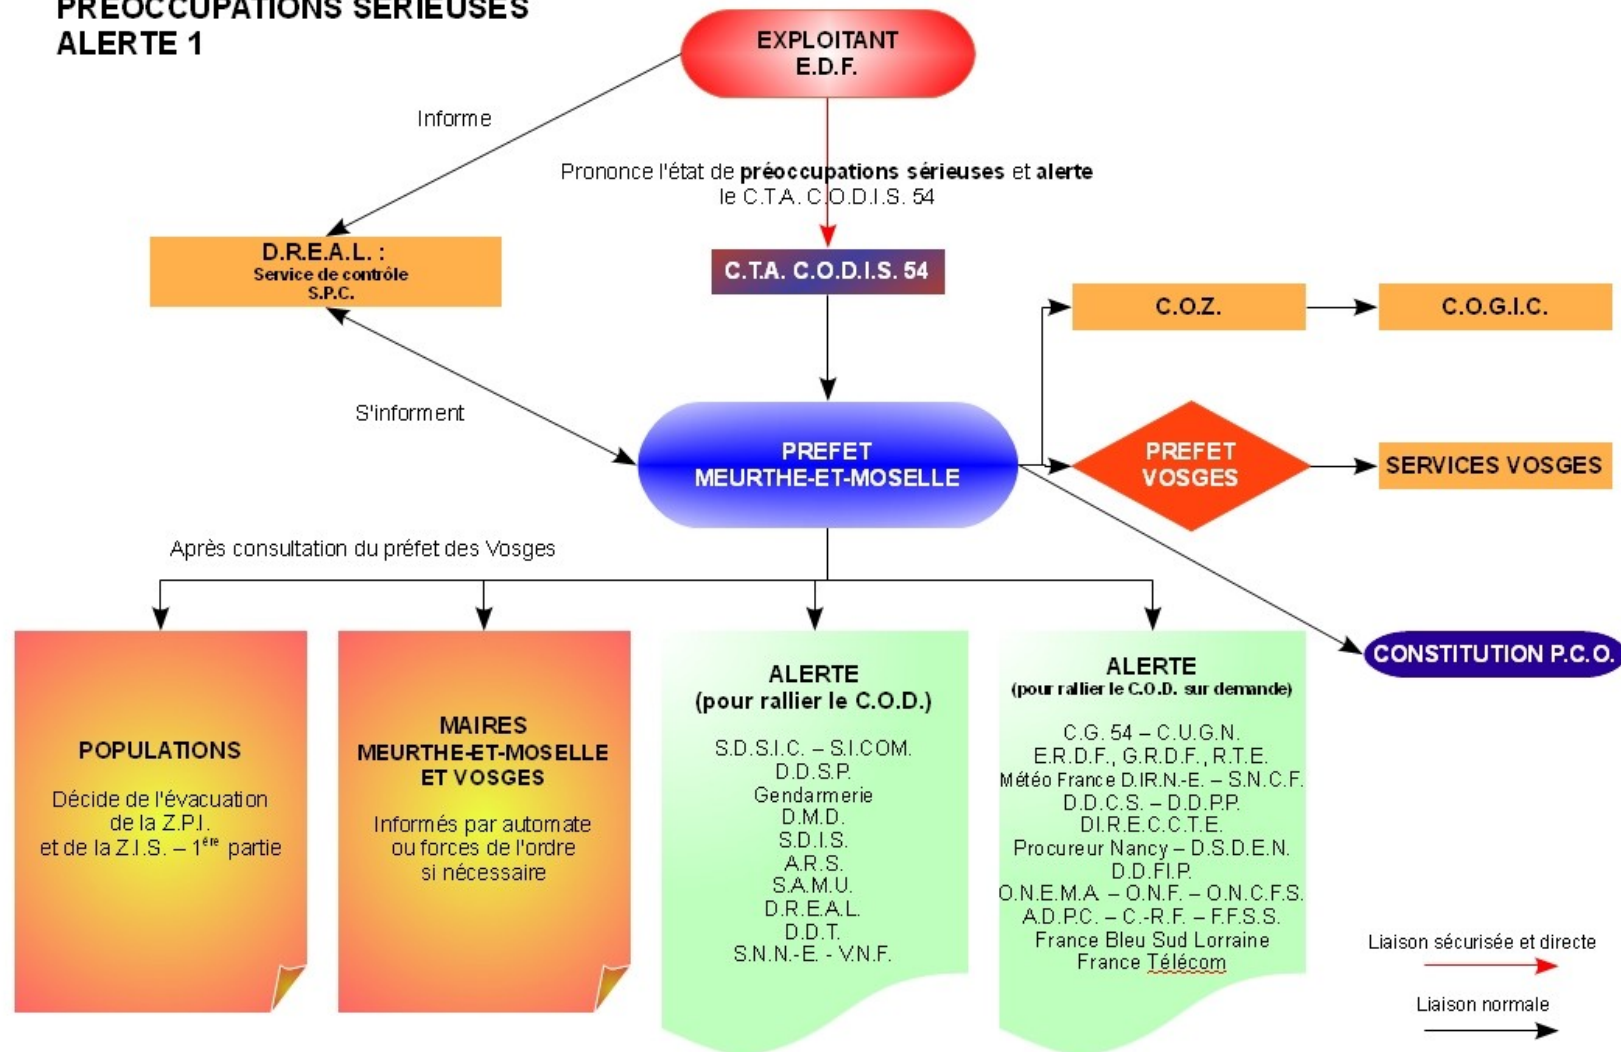 PREOCCUPATIONS SERIEUSES
ALERTE 1
EXPLOITANT
E.D.F.
Informe
Prononce l'état de préoccupations sérieuses et alerte
le C.T.A. C.O.D.I.S. 54
D.R.E.A.L. :
Service de contrôle
S.P.C.
C.T.A. C.O.D.I.S. 54
C.O.Z.
C.O.G.I.C.
S'informent
PREFET
MEURTHE-ET-MOSELLE
PREFET
VOSGES
SERVICES VOSGES
Après consultation du préfet des Vosges
CONSTITUTION P.C.O.
POPULATIONS
Décide de l'évacuation
de la Z.P.I.
et de la Z.I.S. – 1ère partie
MAIRES
MEURTHE-ET-MOSELLE
ET VOSGES
Informés par automate
ou forces de l'ordre
si nécessaire
ALERTE
(pour rallier le C.O.D.)
S.D.S.I.C. – S.I.COM.
D.D.S.P.
Gendarmerie
D.M.D.
S.D.I.S.
A.R.S.
S.A.M.U.
D.R.E.A.L.
D.D.T.
S.N.N.-E. - V.N.F.
ALERTE
(pour rallier le C.O.D. sur demande)
C.G. 54 – C.U.G.N.
E.R.D.F., G.R.D.F., R.T.E.
Météo France D.IR.N.-E. – S.N.C.F.
D.D.C.S. – D.D.P.P.
DI.R.E.C.C.T.E.
Procureur Nancy – D.S.D.E.N.
D.D.FI.P.
O.N.E.M.A. – O.N.F. – O.N.C.F.S.
A.D.P.C. – C.-R.F. – F.F.S.S.
France Bleu Sud Lorraine
France Télécom
Liaison sécurisée et directe
Liaison normale